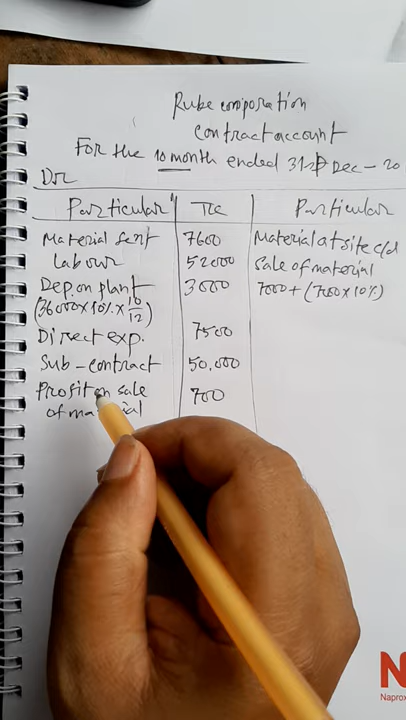 Rube corporation
contract account
For the 10 month ended 31st Dec - 20
Dr
Particular TK Particular
Material sent 7600 Material at site c/d
Labour 52000 Sale of material
Dep. on plant 3000 7000 + (7000 x 10%)
(36000 x 10% x 10/12)
Direct exp. 7500
Sub-contract 50,000
Profit on sale 700
of material
N
Naprox